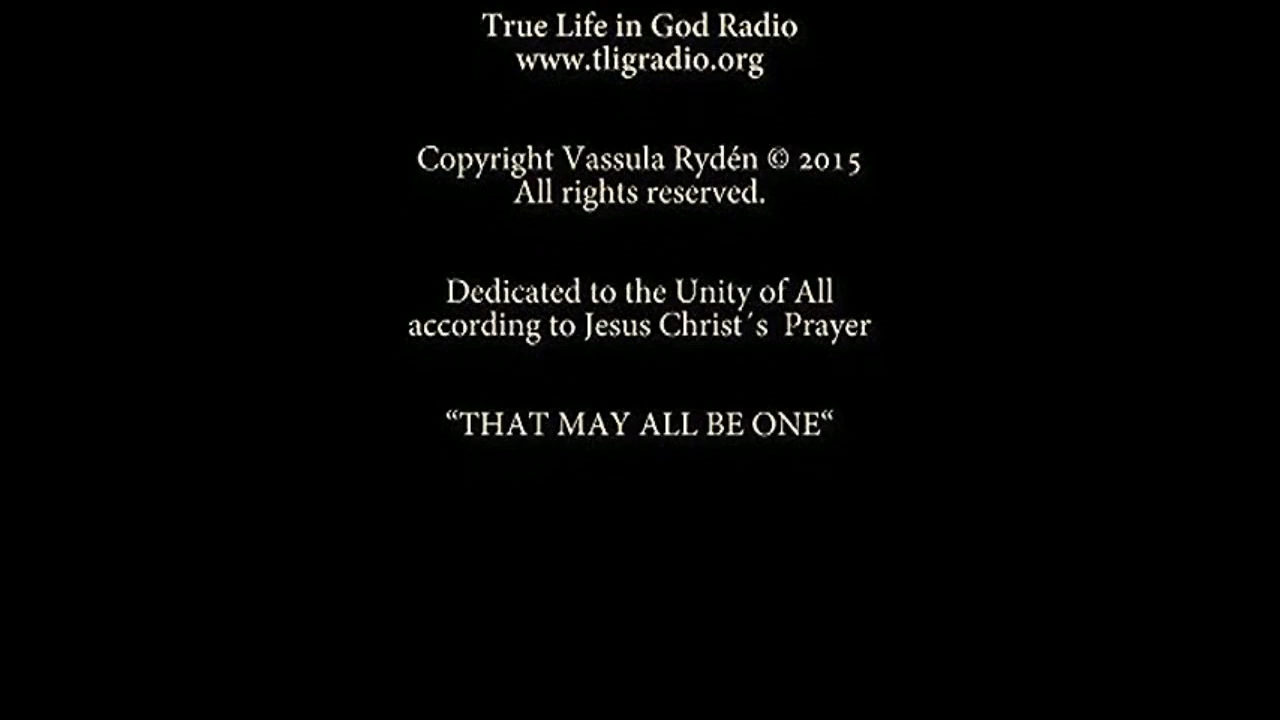 True Life in God Radio
www.tligradio.org
Copyright Vassula Rydén © 2015
All rights reserved.
Dedicated to the Unity of All
according to Jesus Christ´s  Prayer
“THAT MAY ALL BE ONE“